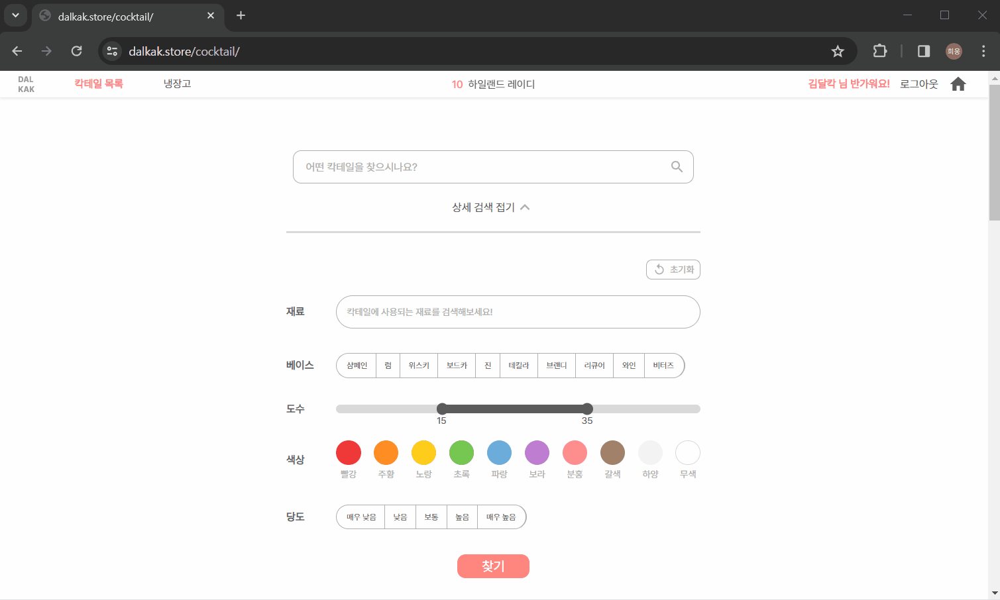 dalkak.store/cocktail/
dalkak.store/cocktail/
희웅
DAL
KAK
칵테일 목록
냉장고
10 하일랜드 레이디
김달칵 님 반가워요!
로그아웃
어떤 칵테일을 찾으시나요?
상세 검색 접기
초기화
재료
칵테일에 사용되는 재료를 검색해보세요!
베이스
샴페인 럼 위스키 보드카 진 테킬라 브랜디 리큐어 와인 비터즈
도수
15 35
색상
빨강 주황 노랑 초록 파랑 보라 분홍 갈색 하양 무색
당도
매우 낮음 낮음 보통 높음 매우 높음
찾기